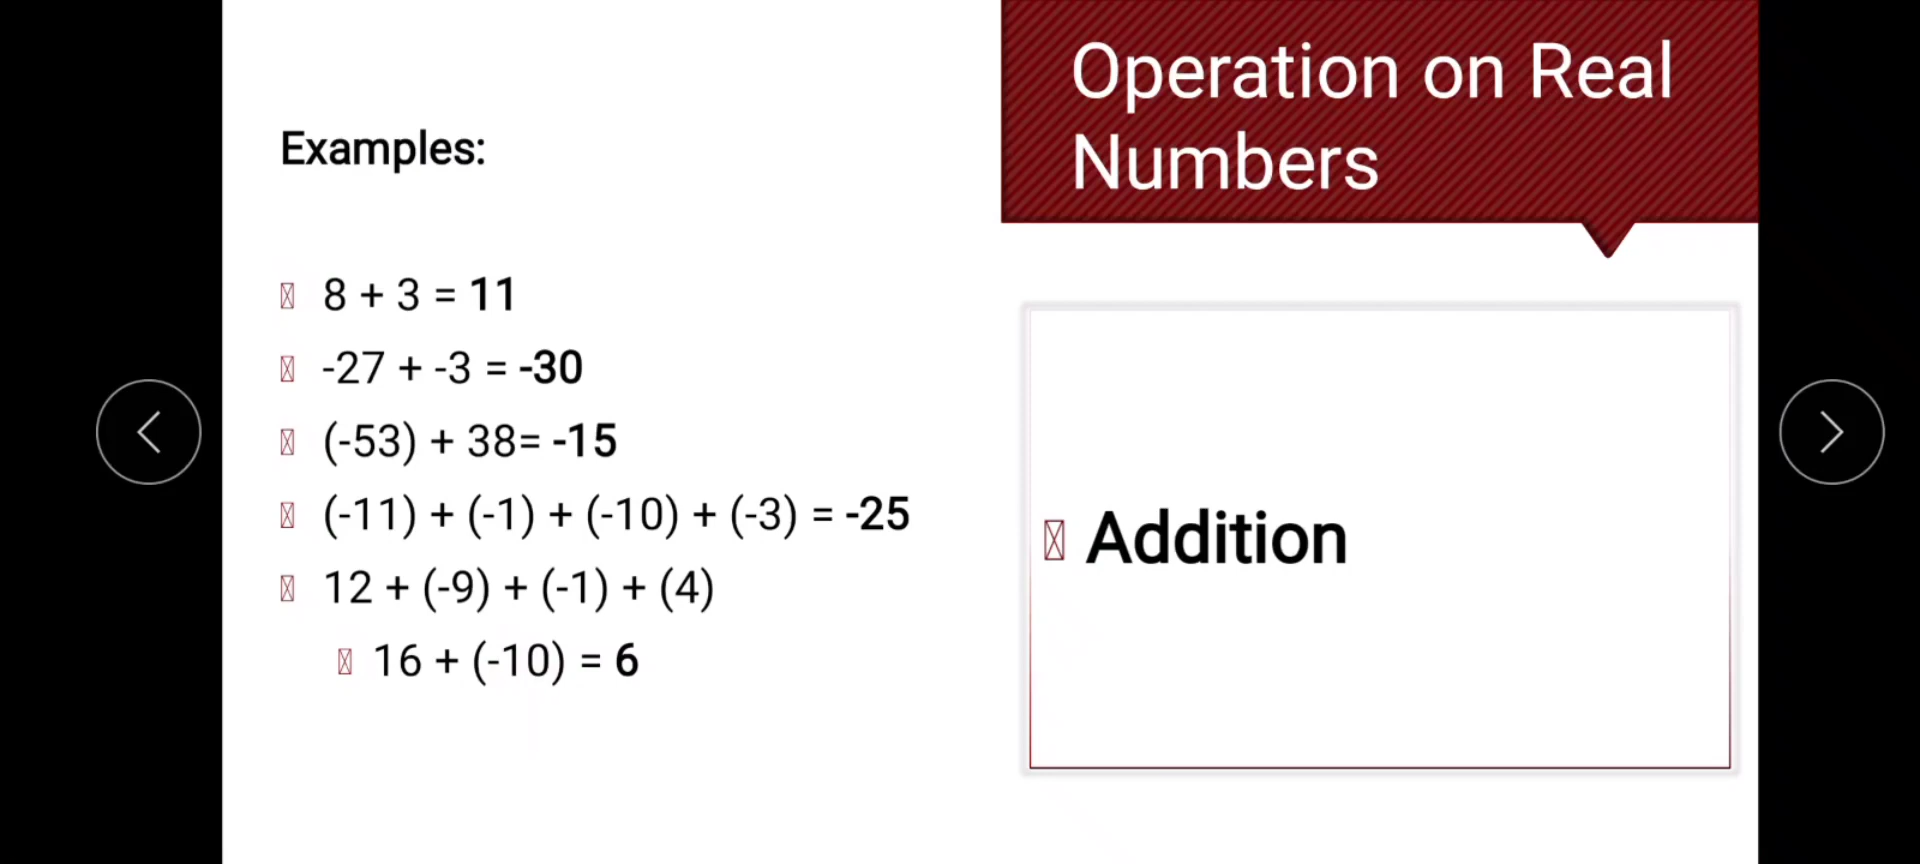 Operation on Real
Numbers
Examples:
8 + 3 = 11
-27 + -3 = -30
(-53) + 38= -15
(-11) + (-1) + (-10) + (-3) = -25
12 + (-9) + (-1) + (4)
16 + (-10) = 6
Addition